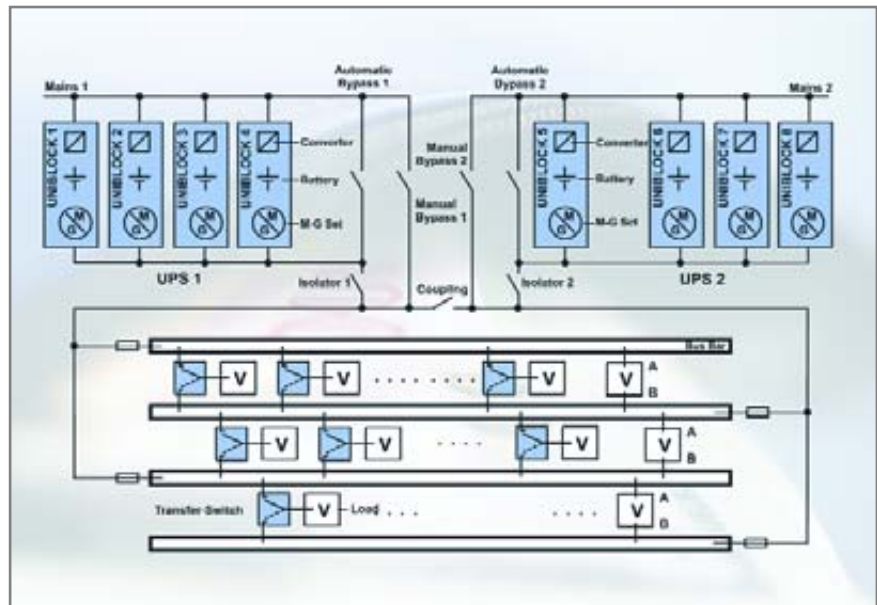 Mains 1
Automatic
Bypass 1
Automatic
Bypass 2
Mains 2
UNIBLOCK 1
UNIBLOCK 2
UNIBLOCK 3
UNIBLOCK 4
Converter
Battery
M-G Set
G M
G M
G M
G M
Manual
Bypass 2
Manual
Bypass 1
UNIBLOCK 5
UNIBLOCK 6
UNIBLOCK 7
UNIBLOCK 8
Converter
Battery
M-G Set
G M
G M
G M
G M
UPS 1
Isolator 1
Coupling
Isolator 2
UPS 2
Bus Bar
V
V
V
V
A
B
V
V
V
V
A
B
Transfer Switch
V
Load
V
A
B